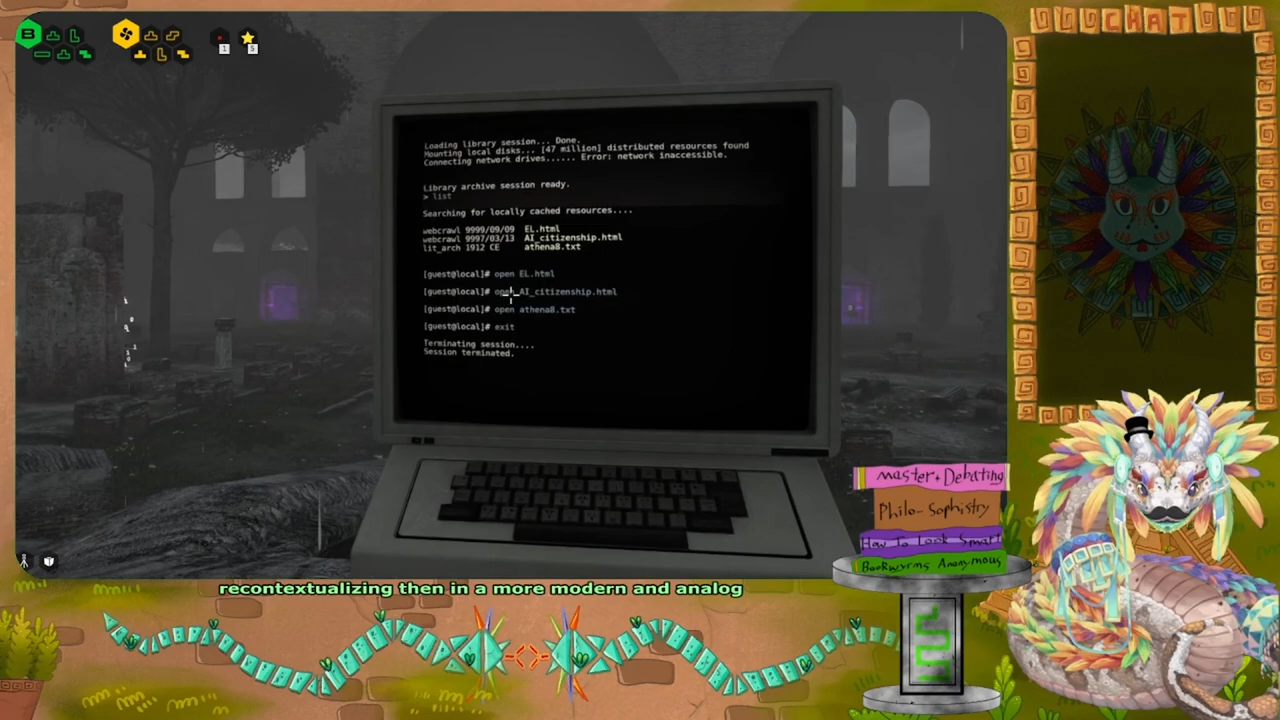 B
1
5
CHAT
Loading library session... Done.
Mounting local disks... [47 million] distributed resources found
Connecting network drives...... Error: network inaccessible.
Library archive session ready.
> list
Searching for locally cached resources....
webcrawl 9999/09/09 EL.html
webcrawl 9997/03/13 AI_citizenship.html
lit_arch 1912 CE athena8.txt
[guest@local]# open EL.html
[guest@local]# open AI_citizenship.html
[guest@local]# open athena8.txt
[guest@local]# exit
Terminating session....
Session terminated.
Master+Debating
Philo-Sophistry
How To Look Smart
Bookwyrms Anonymous
recontextualizing then in a more modern and analog